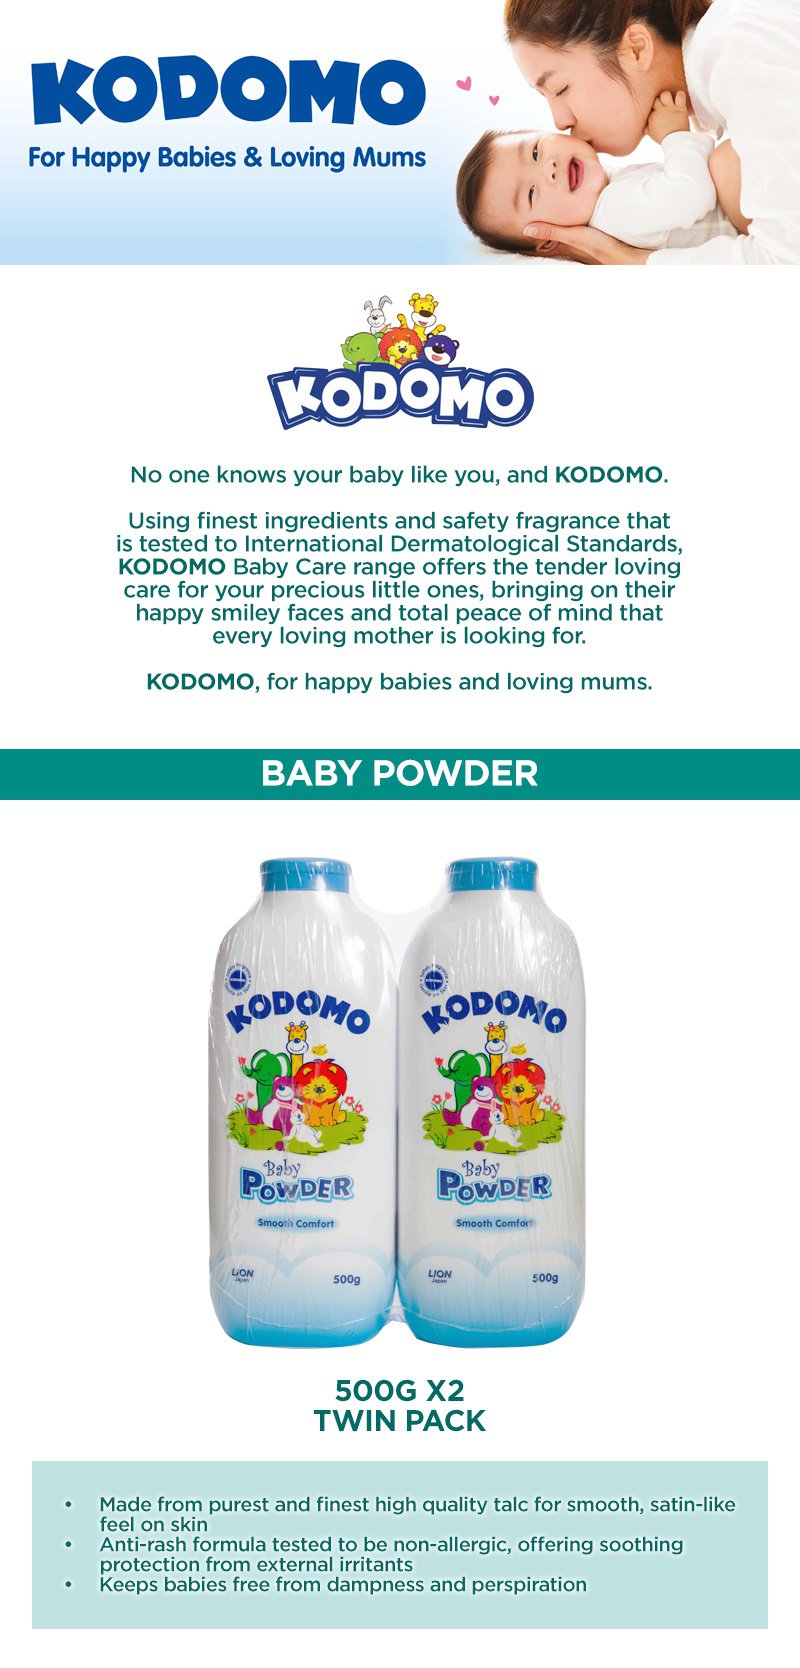 KODOMO
For Happy Babies & Loving Mums
KODOMO
No one knows your baby like you, and KODOMO.
Using finest ingredients and safety fragrance that
is tested to International Dermatological Standards,
KODOMO Baby Care range offers the tender loving
care for your precious little ones, bringing on their
happy smiley faces and total peace of mind that
every loving mother is looking for.
KODOMO, for happy babies and loving mums.
BABY POWDER
KODOMO
KODOMO
Baby
POWDER
Smooth Comfort
LION
Japan
500g
KODOMO
KODOMO
Baby
POWDER
Smooth Comfort
LION
Japan
500g
500G X2
TWIN PACK
• Made from purest and finest high quality talc for smooth, satin-like
feel on skin
• Anti-rash formula tested to be non-allergic, offering soothing
protection from external irritants
• Keeps babies free from dampness and perspiration